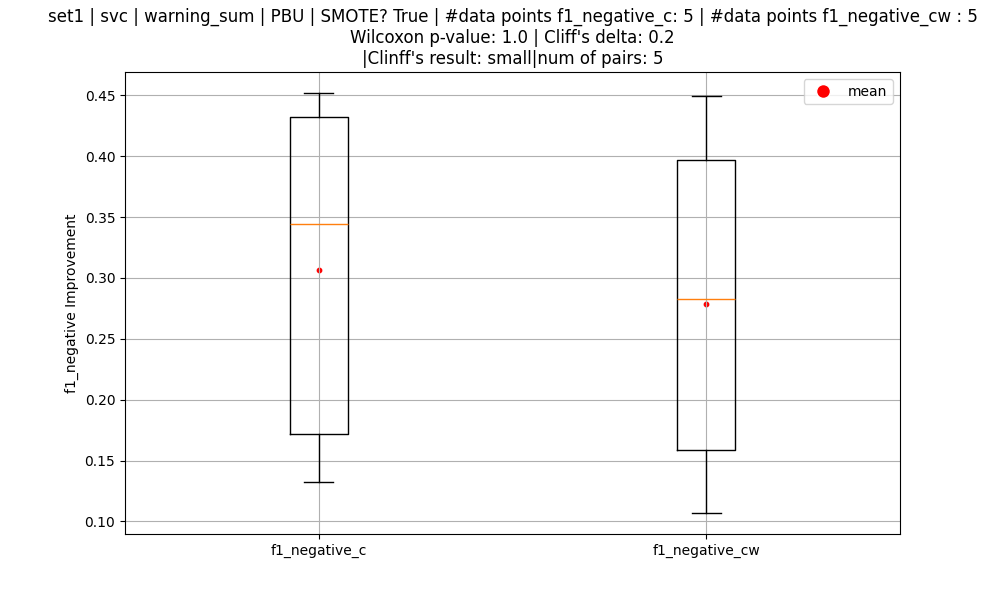 set1 | svc | warning_sum | PBU | SMOTE? True | #data points f1_negative_c: 5 | #data points f1_negative_cw : 5
Wilcoxon p-value: 1.0 | Cliff's delta: 0.2
|Clinff's result: small|num of pairs: 5
mean
0.45
0.40
0.35
0.30
0.25
0.20
0.15
0.10
f1_negative Improvement
f1_negative_c
f1_negative_cw